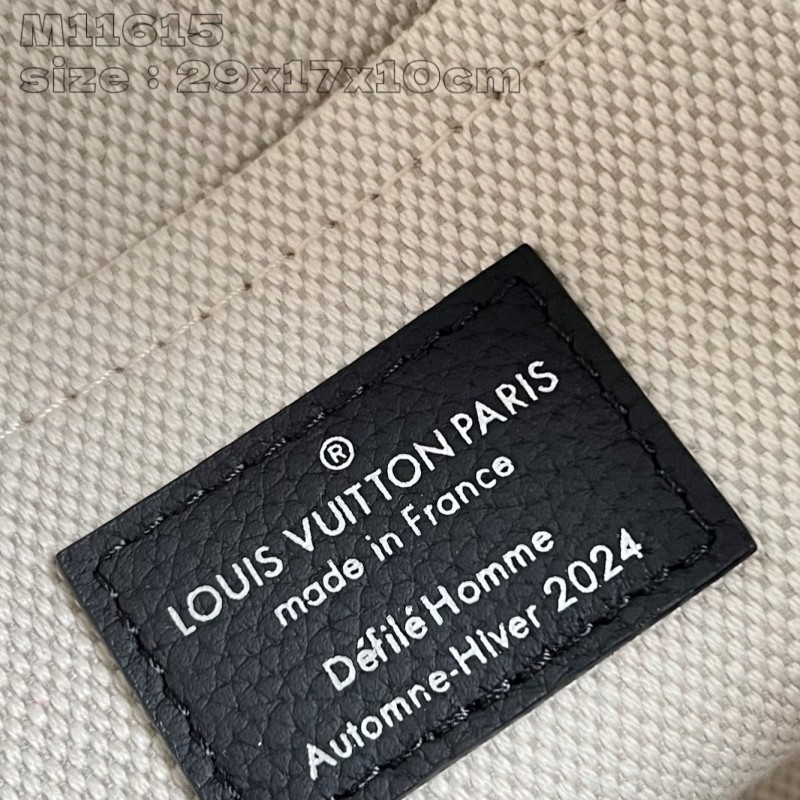 M11615
size : 29x17x10cm
®
LOUIS VUITTON PARIS
made in France
Défilé Homme
Automne-Hiver 2024